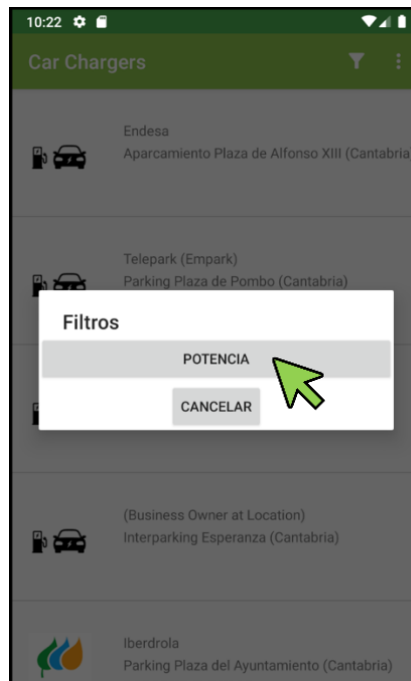 10:22
Car Chargers
Endesa
Aparcamiento Plaza de Alfonso XIII (Cantabria
Telepark (Empark)
Parking Plaza de Pombo (Cantabria)
Filtros
POTENCIA
CANCELAR
(Business Owner at Location)
Interparking Esperanza (Cantabria)
Iberdrola
Parking Plaza del Ayuntamiento (Cantabria)